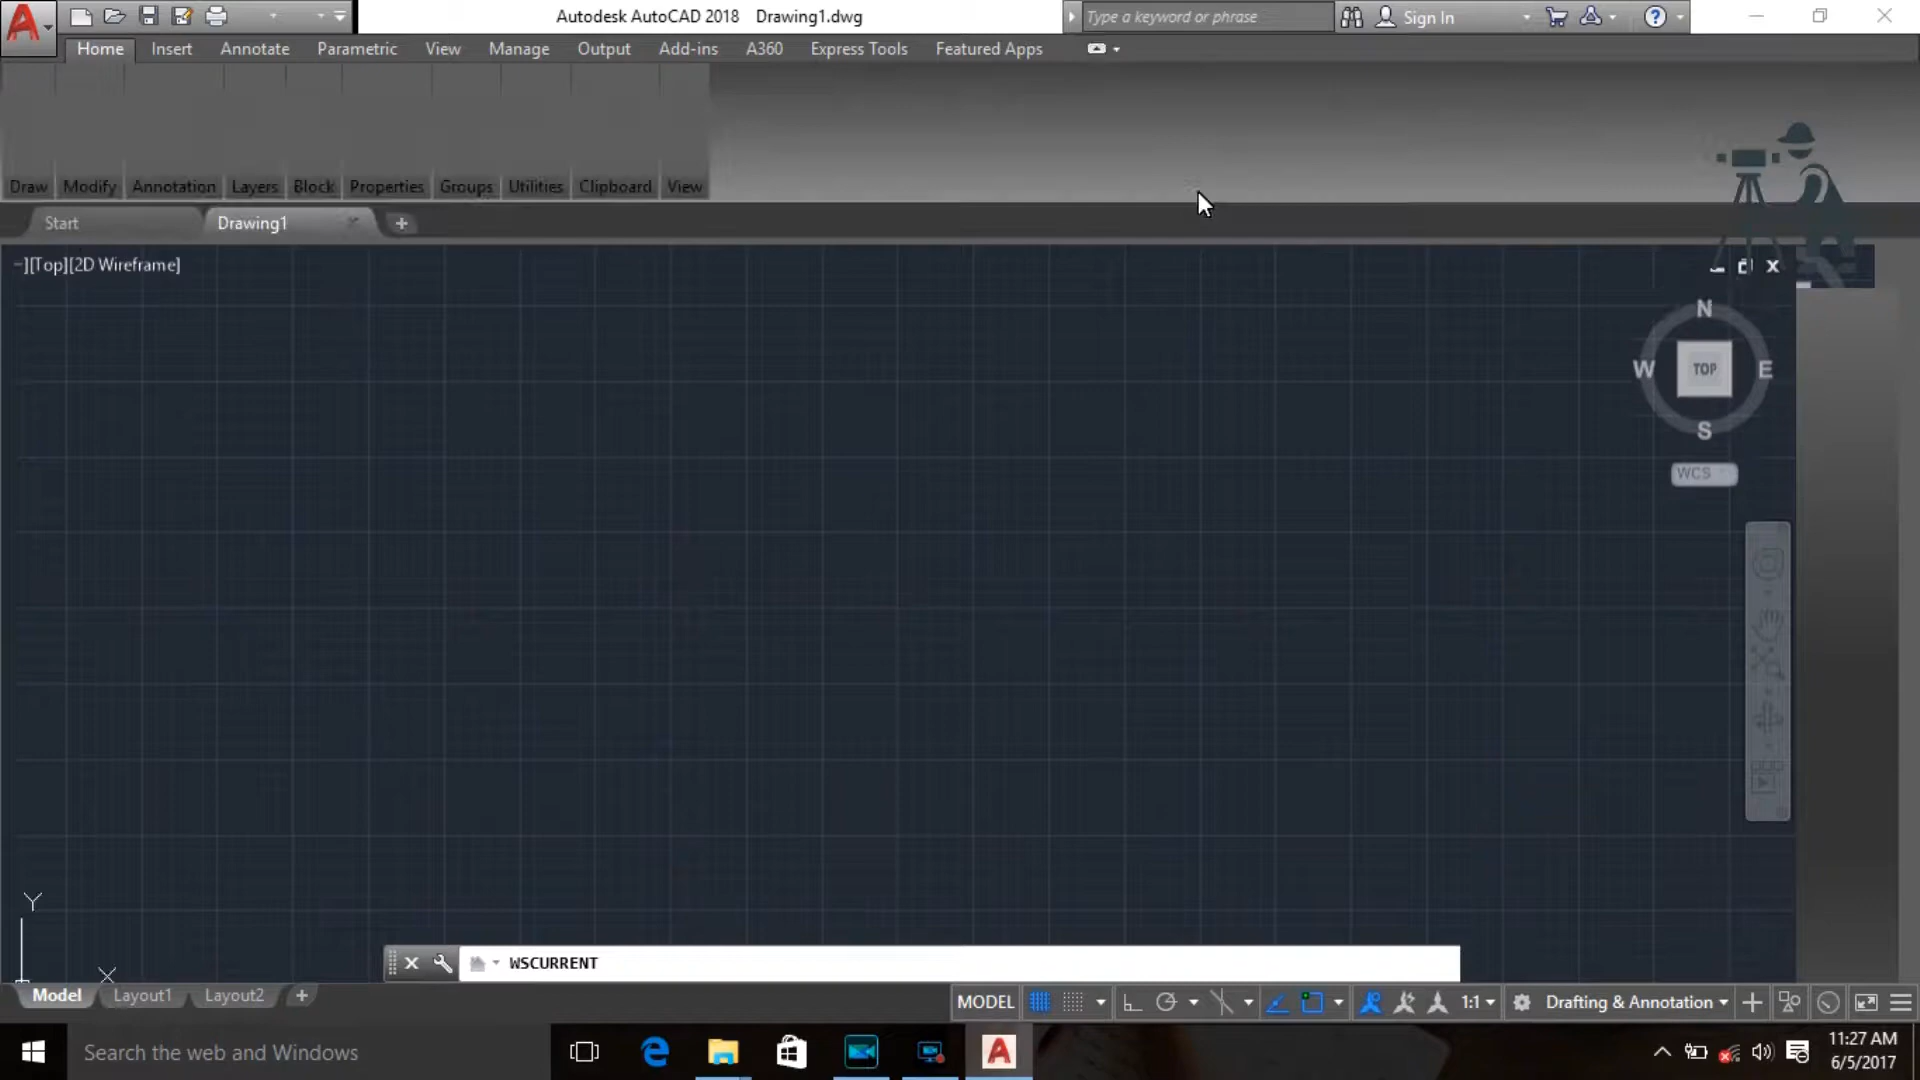 Autodesk AutoCAD 2018 Drawing1.dwg
Type a keyword or phrase
Sign In
Home Insert Annotate Parametric View Manage Output Add-ins A360 Express Tools Featured Apps
Draw Modify Annotation Layers Block Properties Groups Utilities Clipboard View
Start Drawing1
−][Top][2D Wireframe]
N
W TOP E
S
WCS
Y
X
WSCURRENT
Model Layout1 Layout2
MODEL 1:1 Drafting & Annotation
Search the web and Windows
11:27 AM
6/5/2017